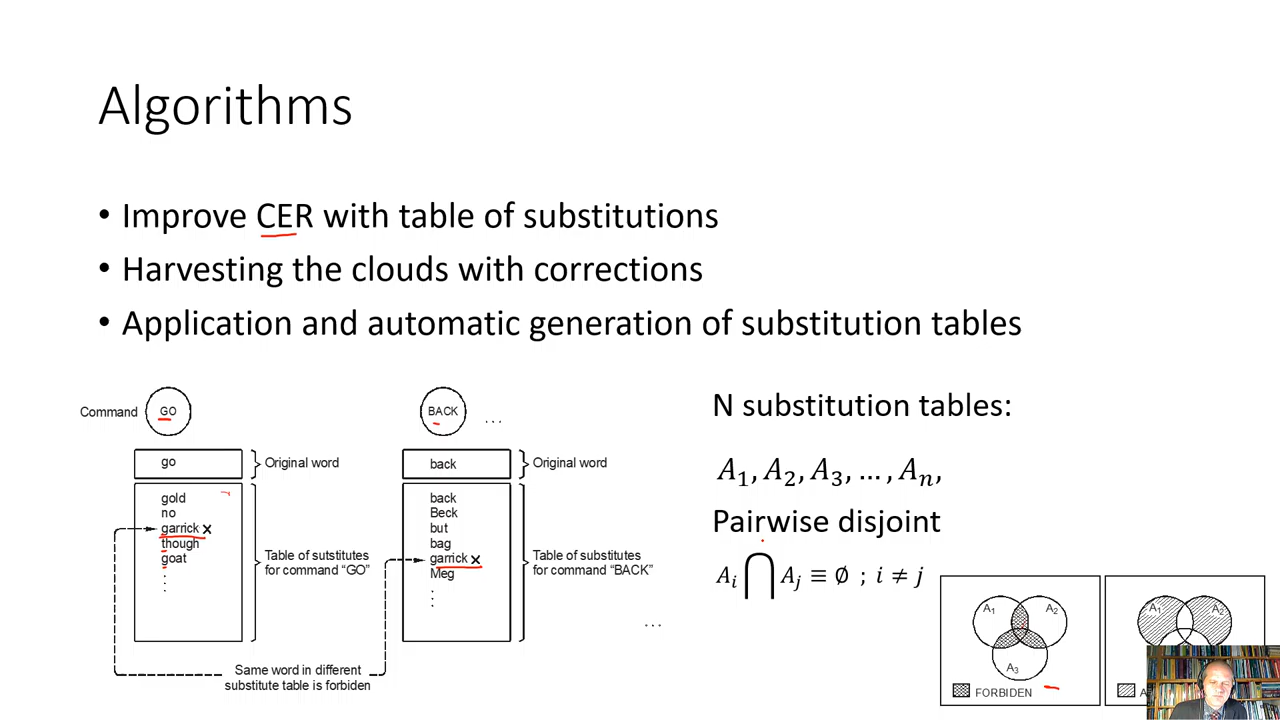 Algorithms
• Improve CER with table of substitutions
• Harvesting the clouds with corrections
• Application and automatic generation of substitution tables
Command
GO
go
Original word
gold
no
garrick ×
though
goat
Table of sutstitutes
for command "GO"
BACK
...
back
Original word
back
Beck
but
bag
garrick ×
Meg
Table of substitutes
for command "BACK"
...
Same word in different
substitute table is forbiden
N substitution tables:
A₁, A₂, A₃, ... , Aₙ,
Pairwise disjoint
Aᵢ ⋂ Aⱼ ≡ ∅ ; i ≠ j
A₁
A₂
A₃
FORBIDEN
A₁
A₂